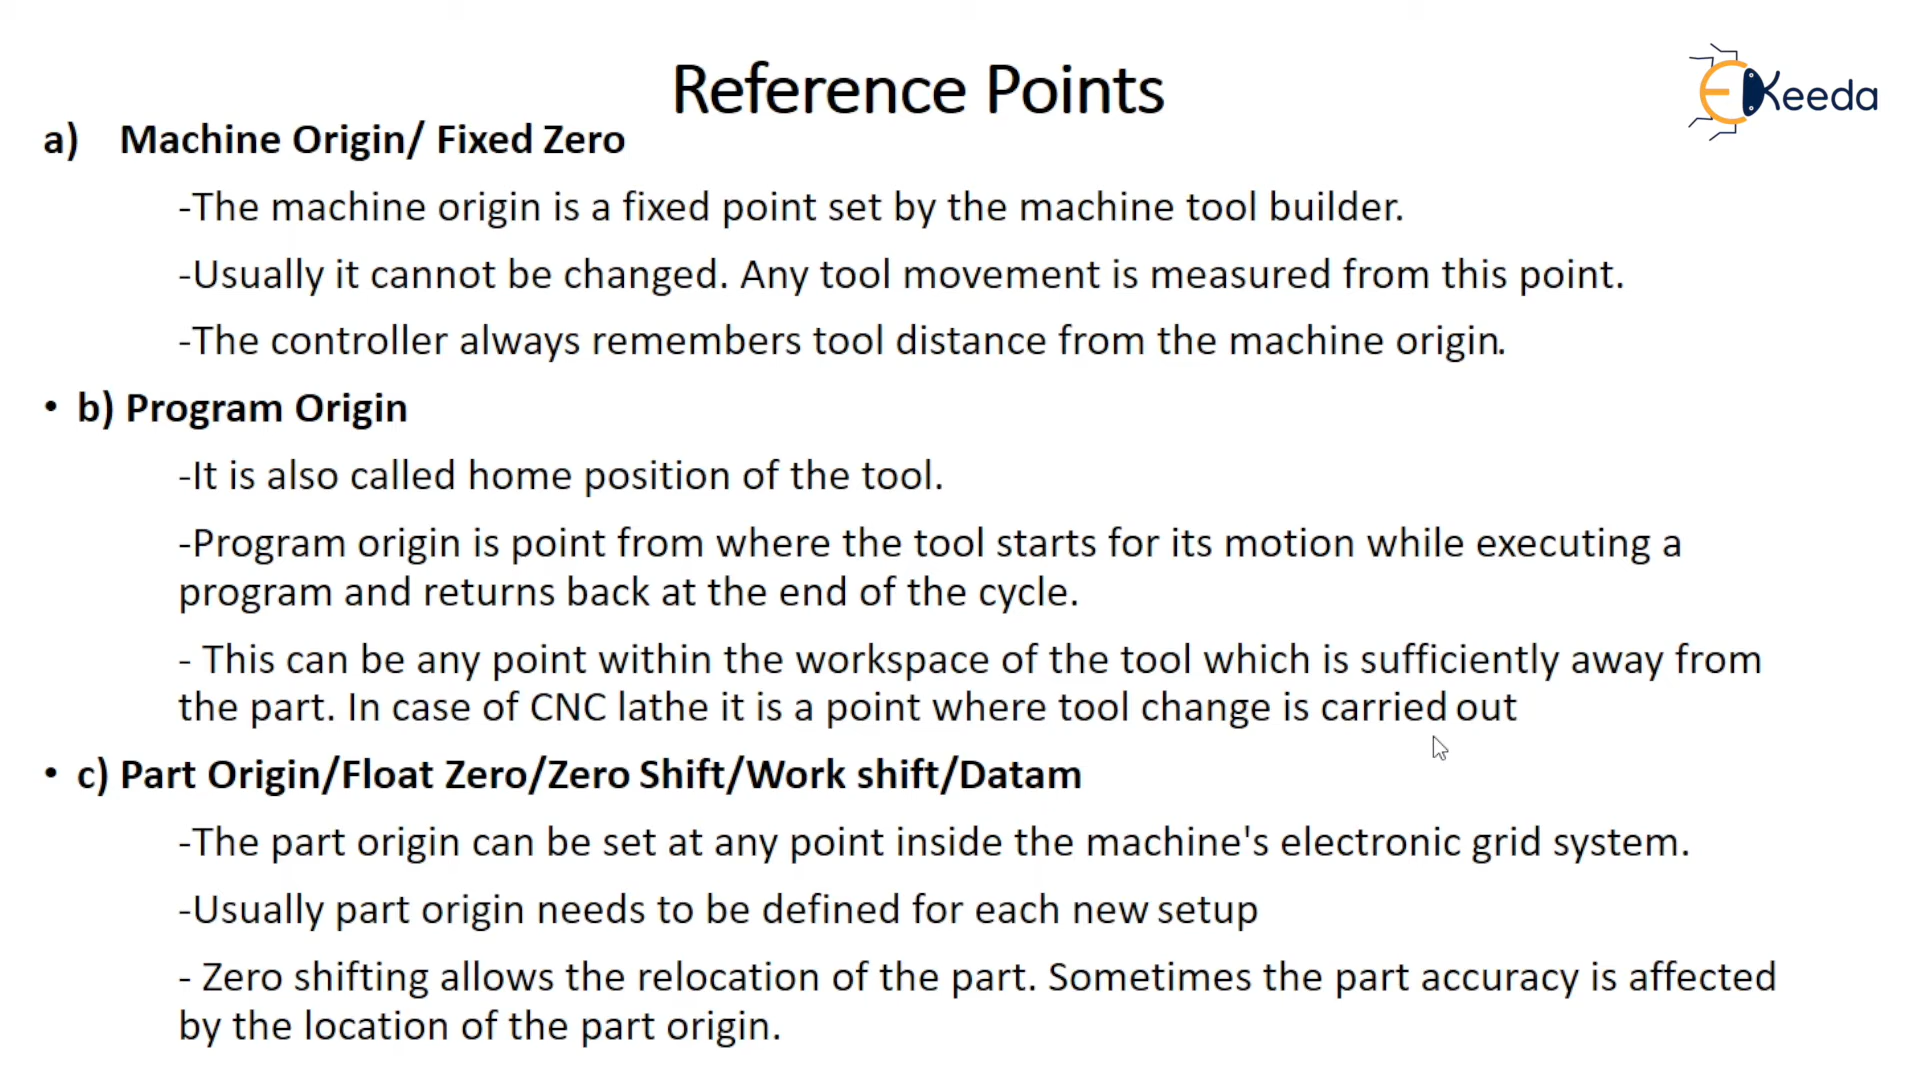 Reference Points
EKeeda
a) Machine Origin/ Fixed Zero
-The machine origin is a fixed point set by the machine tool builder.
-Usually it cannot be changed. Any tool movement is measured from this point.
-The controller always remembers tool distance from the machine origin.
• b) Program Origin
-It is also called home position of the tool.
-Program origin is point from where the tool starts for its motion while executing a
program and returns back at the end of the cycle.
- This can be any point within the workspace of the tool which is sufficiently away from
the part. In case of CNC lathe it is a point where tool change is carried out
• c) Part Origin/Float Zero/Zero Shift/Work shift/Datam
-The part origin can be set at any point inside the machine's electronic grid system.
-Usually part origin needs to be defined for each new setup
- Zero shifting allows the relocation of the part. Sometimes the part accuracy is affected
by the location of the part origin.